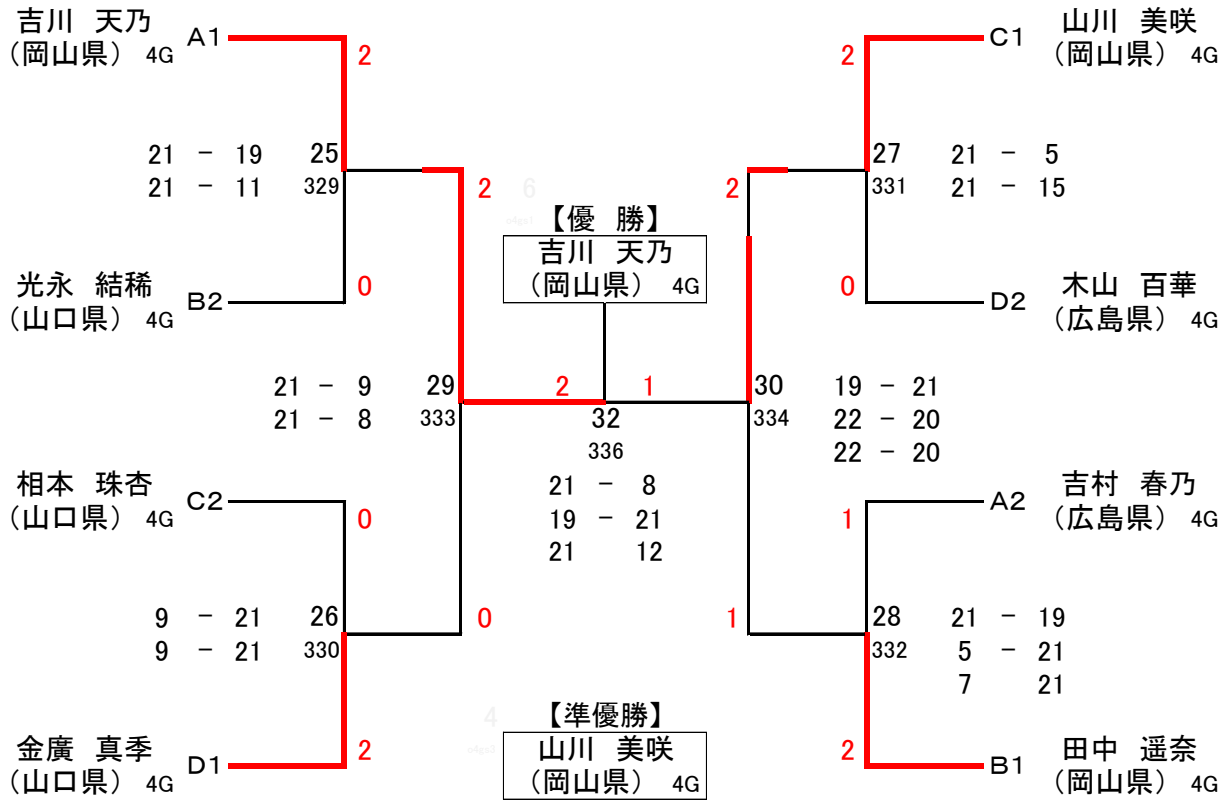 吉川 天乃
(岡山県) 4G
A1
2
山川 美咲
(岡山県) 4G
C1
2
21 - 19
21 - 11
25
329
27
331
21 - 5
21 - 15
2
6
2
【優 勝】
吉川 天乃
(岡山県) 4G
光永 結稀
(山口県) 4G
B2
0
0
D2
木山 百華
(広島県) 4G
21 - 9
21 - 8
29
333
2
1
32
336
21 - 8
19 - 21
21 12
30
334
19 - 21
22 - 20
22 - 20
相本 珠杏
(山口県) 4G
C2
0
1
A2
吉村 春乃
(広島県) 4G
9 - 21
9 - 21
26
330
0
1
28
332
21 - 19
5 - 21
7 21
金廣 真季
(山口県) 4G
D1
2
4
【準優勝】
山川 美咲
(岡山県) 4G
2
B1
田中 遥奈
(岡山県) 4G